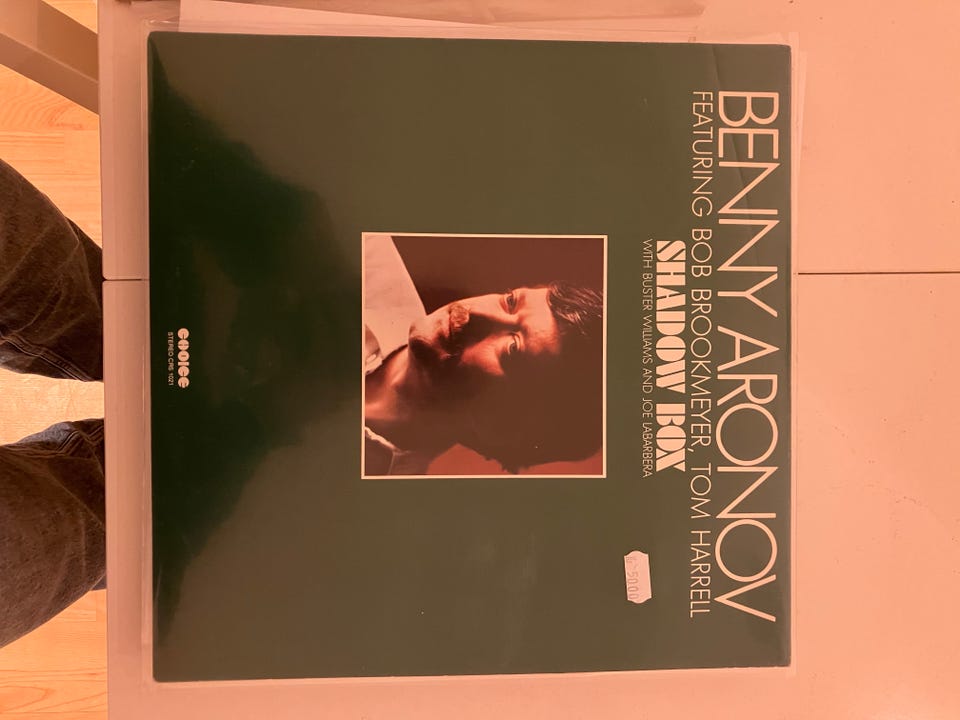 BENNY ARONOV
FEATURING BOB BROOKMEYER, TOM HARRELL
SHADOW BOX
WITH BUSTER WILLIAMS AND JOE LABARBERA
5000
CHOICE
STEREO CRS 1021